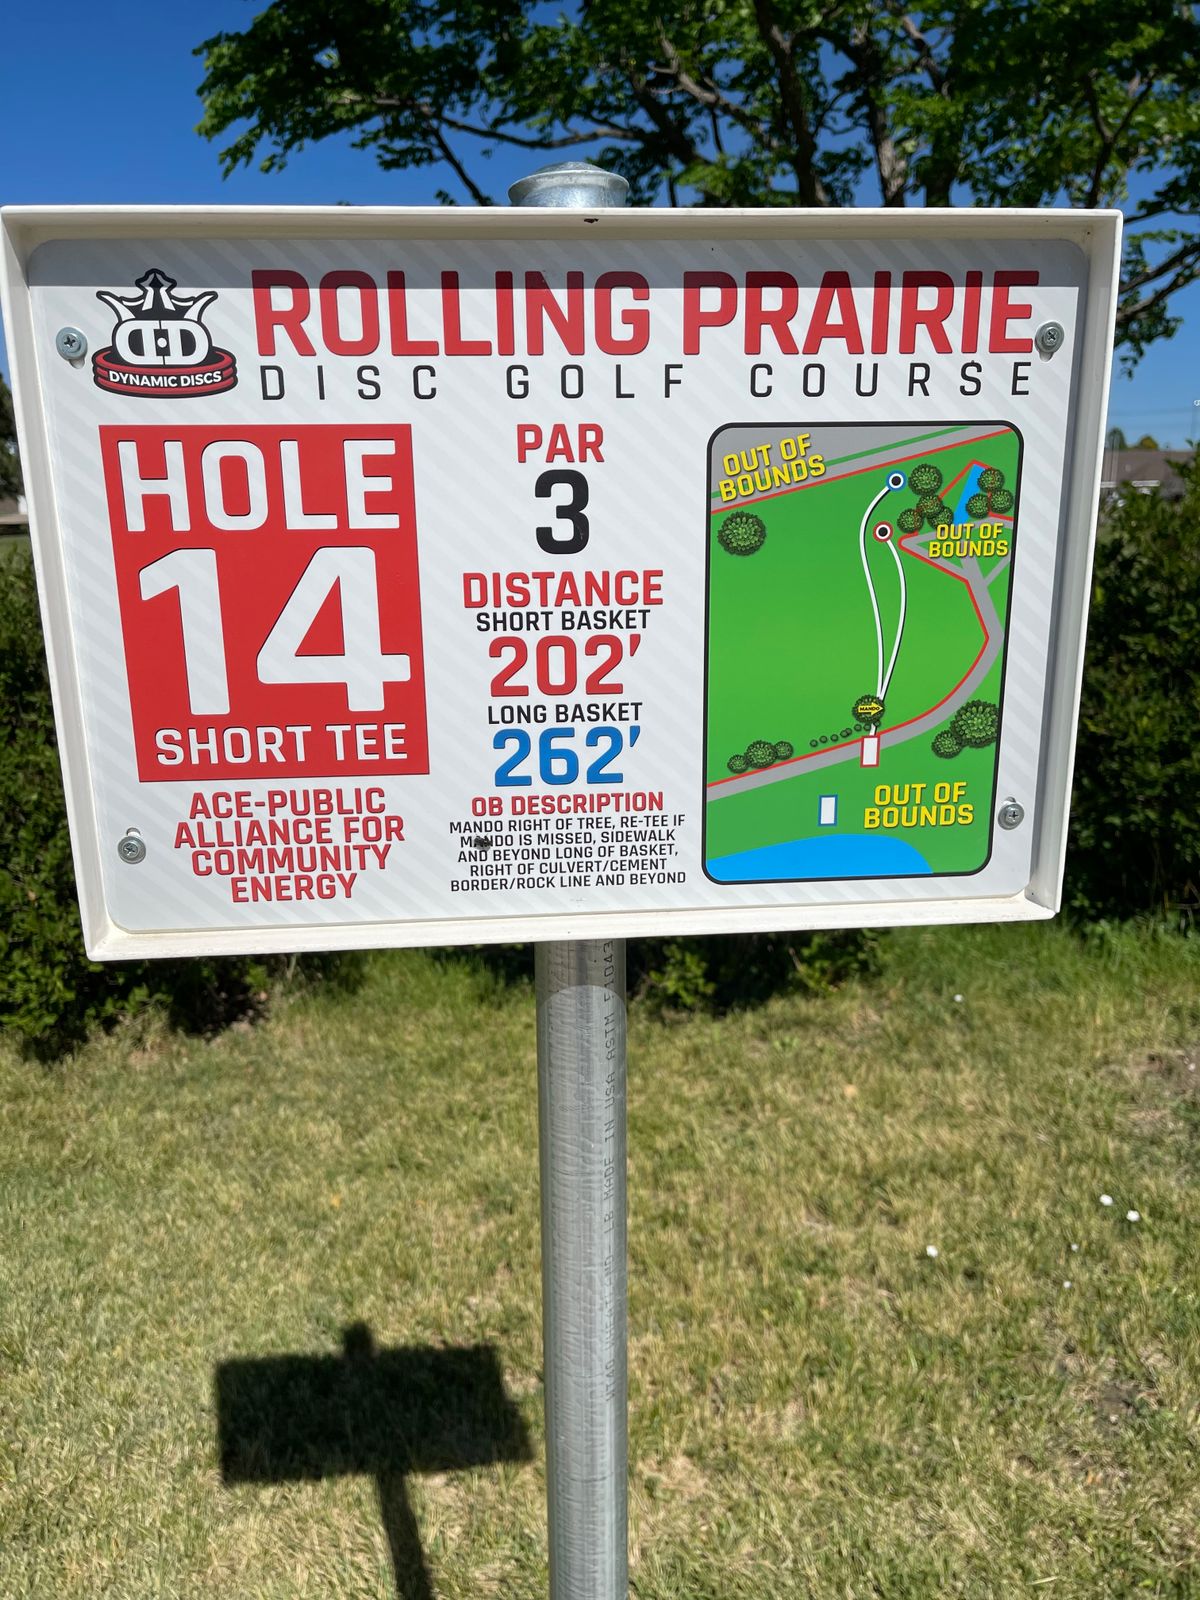 ROLLING PRAIRIE
DISC GOLF COURSE
DYNAMIC DISCS
HOLE
14
SHORT TEE
ACE-PUBLIC
ALLIANCE FOR
COMMUNITY
ENERGY
PAR
3
DISTANCE
SHORT BASKET
202'
LONG BASKET
262'
OB DESCRIPTION
MANDO RIGHT OF TREE, RE-TEE IF
MANDO IS MISSED, SIDEWALK
AND BEYOND LONG OF BASKET,
RIGHT OF CULVERT/CEMENT
BORDER/ROCK LINE AND BEYOND
OUT OF
BOUNDS
OUT OF
BOUNDS
MANDO
OUT OF
BOUNDS
MADE IN USA ASTM F1043